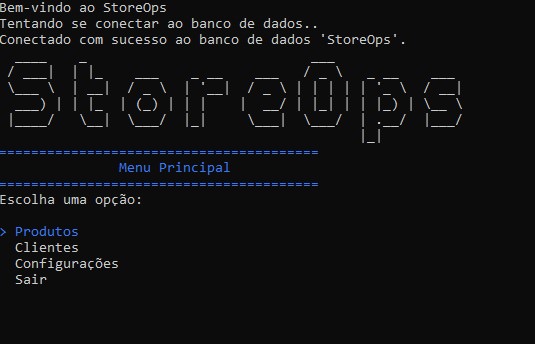 Bem-vindo ao StoreOps
Tentando se conectar ao banco de dados..
Conectado com sucesso ao banco de dados 'StoreOps'.
StoreOps
========================================
Menu Principal
========================================
Escolha uma opção:
> Produtos
Clientes
Configurações
Sair